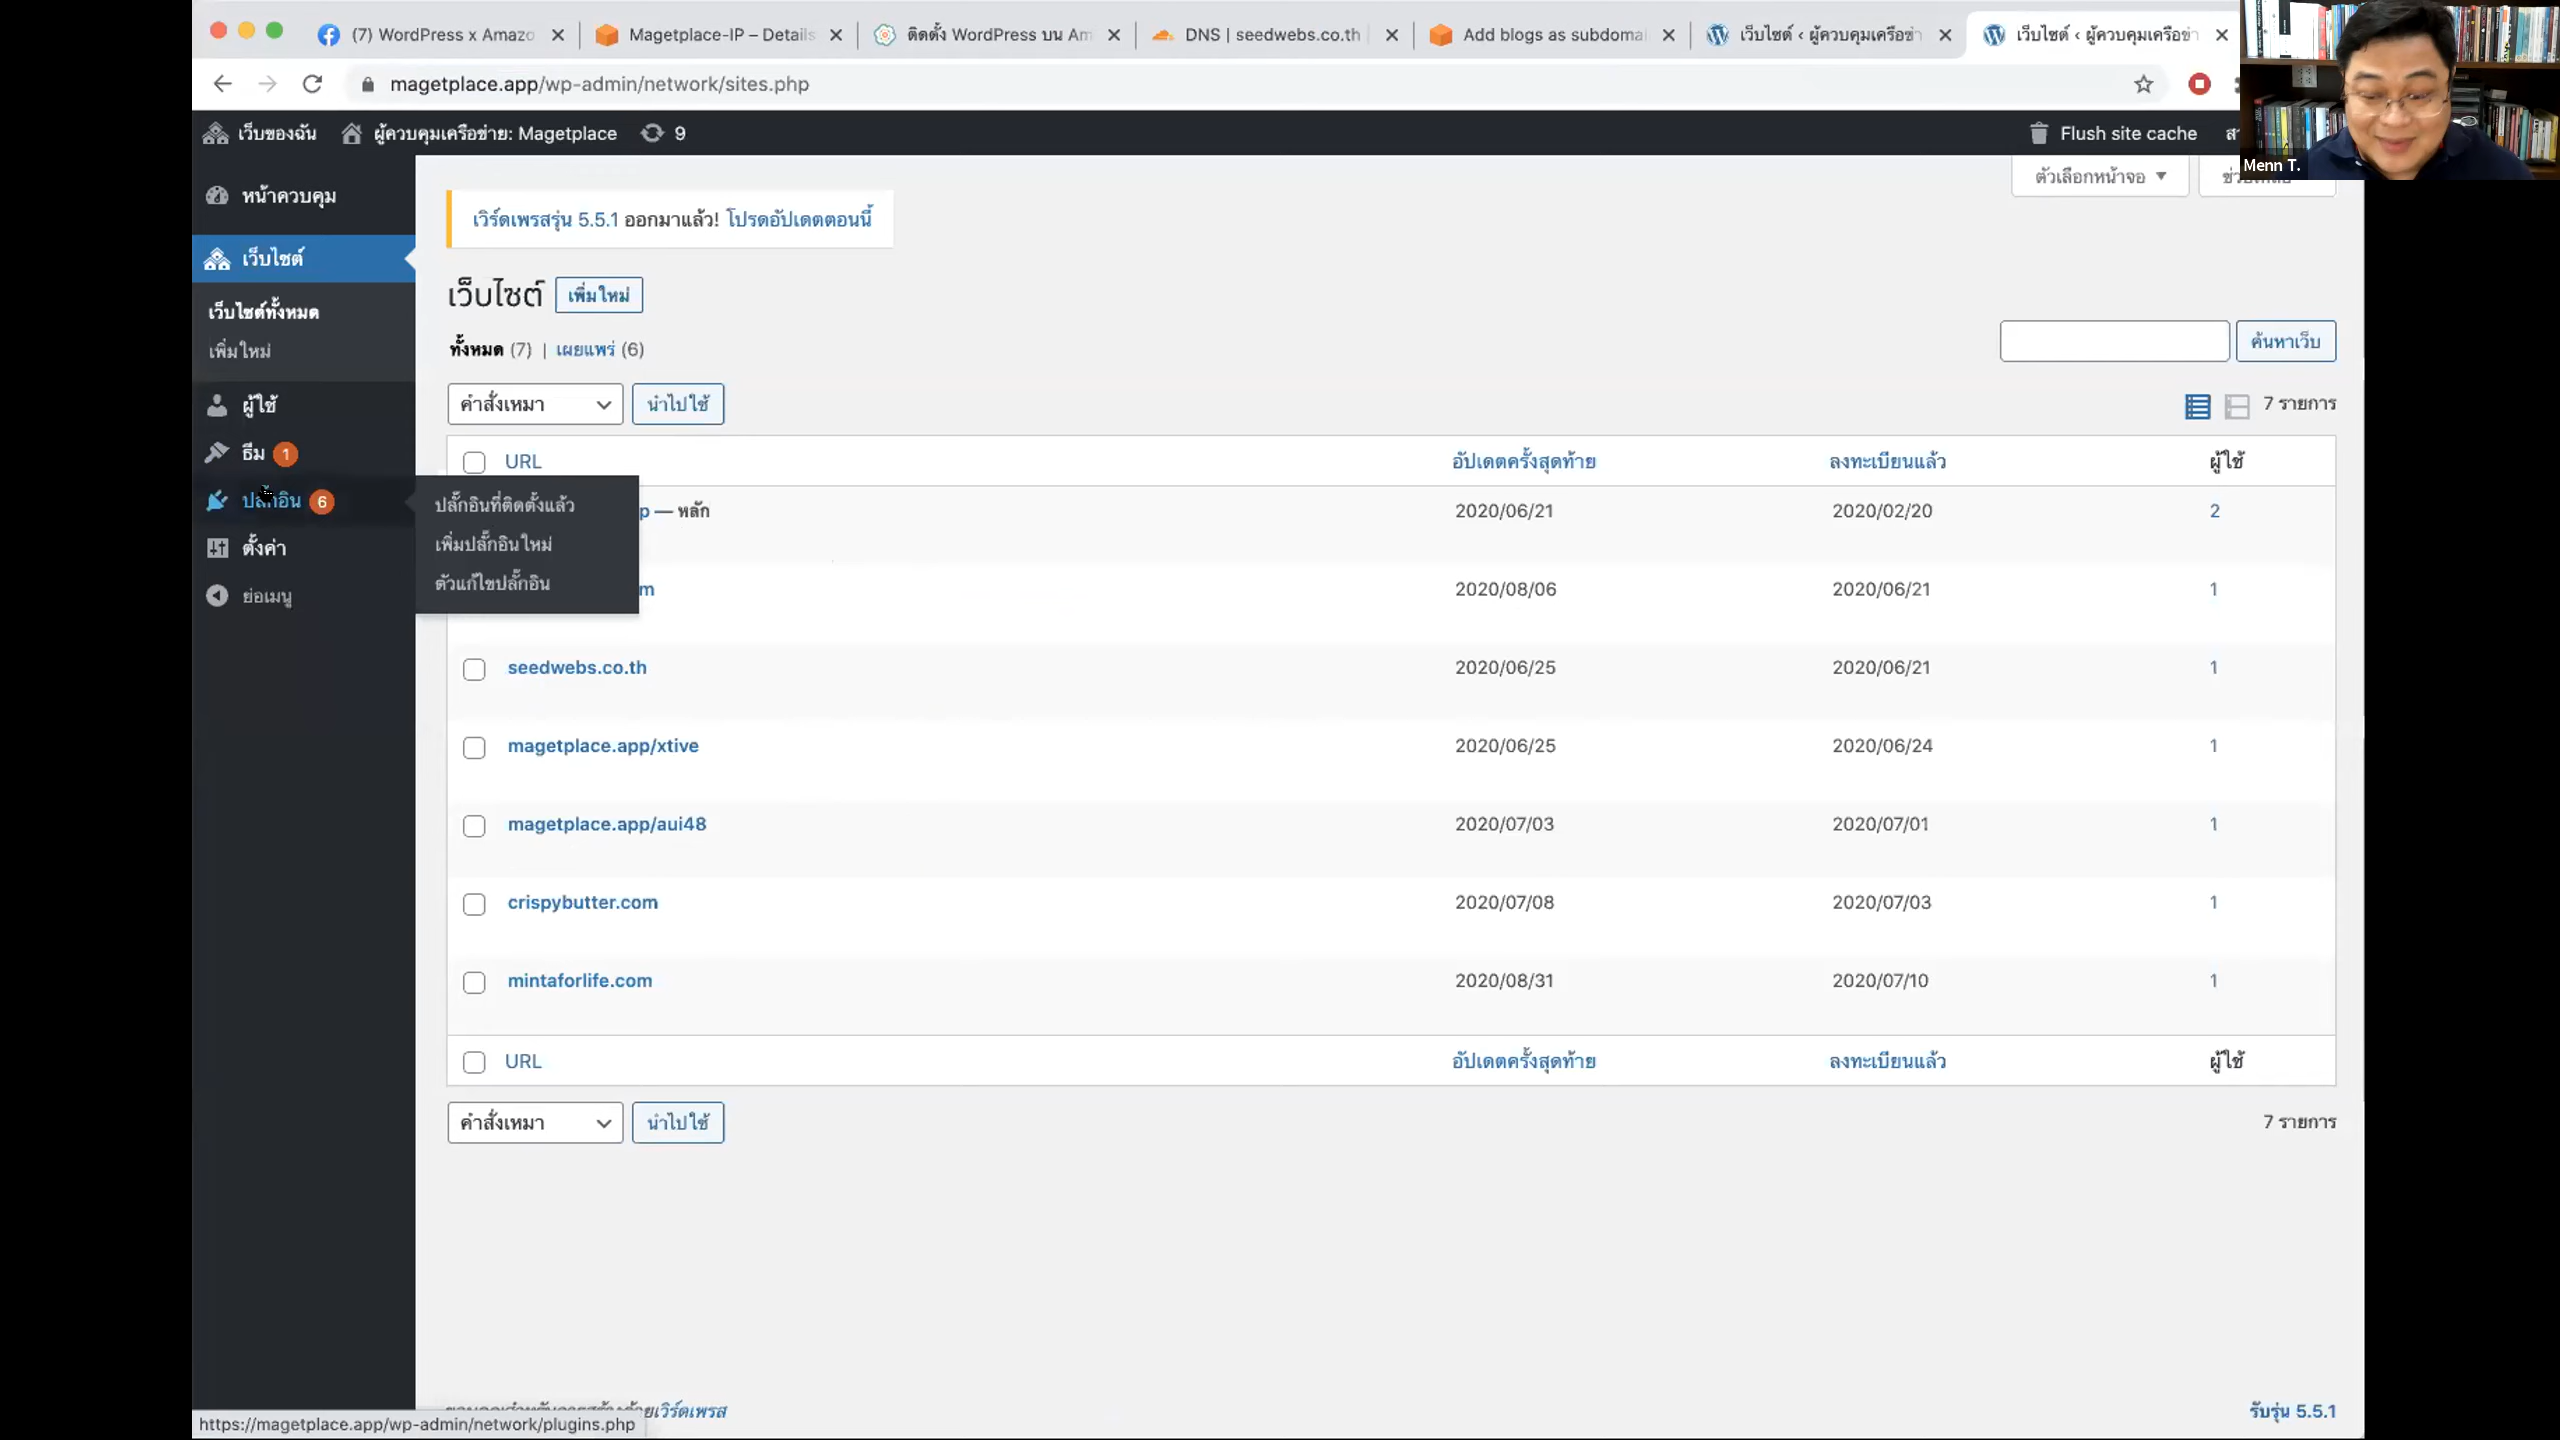 (7) WordPress x Amazo
Magetplace-IP – Details
ติดตั้ง WordPress บน Am
DNS | seedwebs.co.th
Add blogs as subdomai
เว็บไซต์ ‹ ผู้ควบคุมเครือข่า
เว็บไซต์ ‹ ผู้ควบคุมเครือข่า
magetplace.app/wp-admin/network/sites.php
เว็บของฉัน
ผู้ควบคุมเครือข่าย: Magetplace
9
Flush site cache
Menn T.
หน้าควบคุม
เว็บไซต์
เว็บไซต์ทั้งหมด
เพิ่มใหม่
ผู้ใช้
ธีม 1
ปลั๊กอิน 6
ตั้งค่า
ย่อเมนู
ปลั๊กอินที่ติดตั้งแล้ว
เพิ่มปลั๊กอินใหม่
ตัวแก้ไขปลั๊กอิน
ตัวเลือกหน้าจอ
เวิร์ดเพรสรุ่น 5.5.1 ออกมาแล้ว! โปรดอัปเดตตอนนี้
เว็บไซต์ เพิ่มใหม่
ทั้งหมด (7) | เผยแพร่ (6)
ค้นหาเว็บ
คำสั่งเหมา นำไปใช้
7 รายการ
URL อัปเดตครั้งสุดท้าย ลงทะเบียนแล้ว ผู้ใช้
p — หลัก 2020/06/21 2020/02/20 2
m 2020/08/06 2020/06/21 1
seedwebs.co.th 2020/06/25 2020/06/21 1
magetplace.app/xtive 2020/06/25 2020/06/24 1
magetplace.app/aui48 2020/07/03 2020/07/01 1
crispybutter.com 2020/07/08 2020/07/03 1
mintaforlife.com 2020/08/31 2020/07/10 1
URL อัปเดตครั้งสุดท้าย ลงทะเบียนแล้ว ผู้ใช้
คำสั่งเหมา นำไปใช้
7 รายการ
เวิร์ดเพรส
รับรุ่น 5.5.1
https://magetplace.app/wp-admin/network/plugins.php